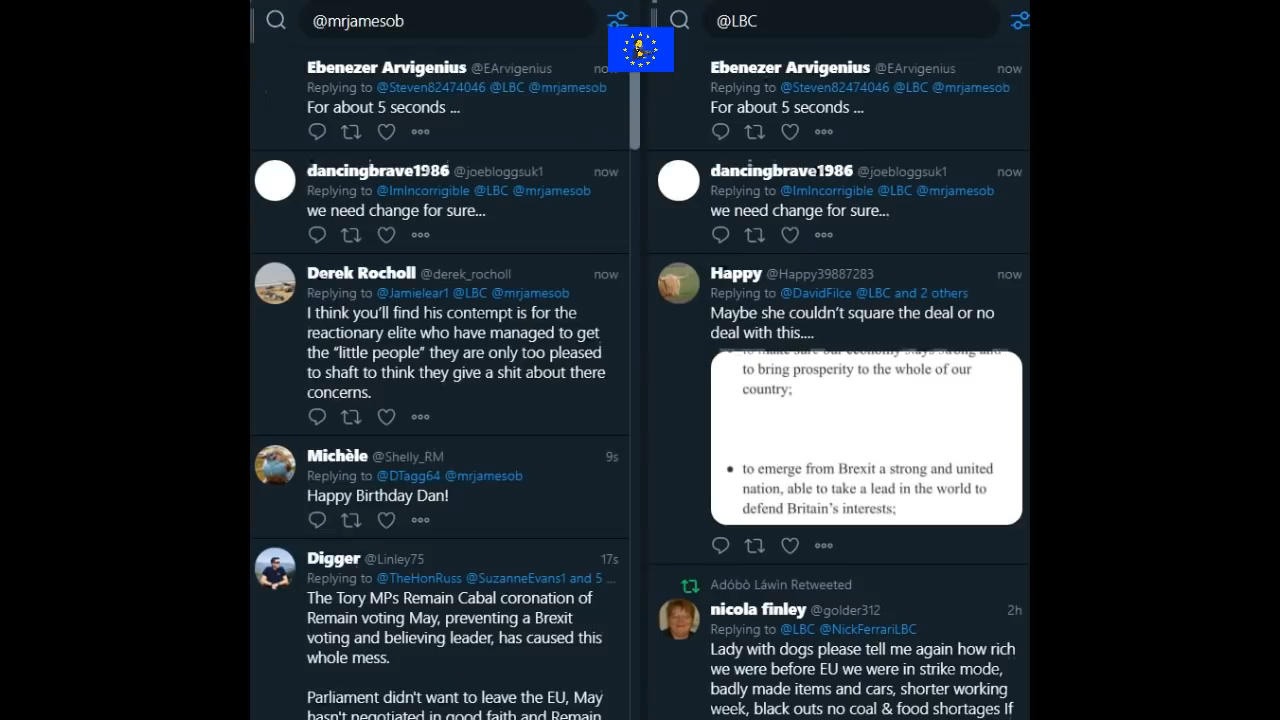 @mrjamesob
Ebenezer Arvigenius @EArvigenius now
Replying to @Steven82474046 @LBC @mrjamesob
For about 5 seconds ...
dancingbrave1986 @joebloggsuk1 now
Replying to @ImIncorrigible @LBC @mrjamesob
we need change for sure...
Derek Rocholl @derek_rocholl now
Replying to @Jamielear1 @LBC @mrjamesob
I think you'll find his contempt is for the
reactionary elite who have managed to get
the “little people” they are only too pleased
to shaft to think they give a shit about there
concerns.
Michèle @Shelly_RM 9s
Replying to @DTagg64 @mrjamesob
Happy Birthday Dan!
Digger @Linley75 17s
Replying to @TheHonRuss @SuzanneEvans1 and 5 ...
The Tory MPs Remain Cabal coronation of
Remain voting May, preventing a Brexit
voting and believing leader, has caused this
whole mess.
Parliament didn't want to leave the EU, May
hasn't negotiated in good faith and Remain
@LBC
Ebenezer Arvigenius @EArvigenius now
Replying to @Steven82474046 @LBC @mrjamesob
For about 5 seconds ...
dancingbrave1986 @joebloggsuk1 now
Replying to @ImIncorrigible @LBC @mrjamesob
we need change for sure...
Happy @Happy39887283 now
Replying to @DavidFilce @LBC and 2 others
Maybe she couldn't square the deal or no
deal with this....
to make sure our economy stays strong and
to bring prosperity to the whole of our
country;
• to emerge from Brexit a strong and united
nation, able to take a lead in the world to
defend Britain's interests;
Adóbò Láwin Retweeted
nicola finley @golder312 2h
Replying to @LBC @NickFerrariLBC
Lady with dogs please tell me again how rich
we were before EU we were in strike mode,
badly made items and cars, shorter working
week, black outs no coal & food shortages If